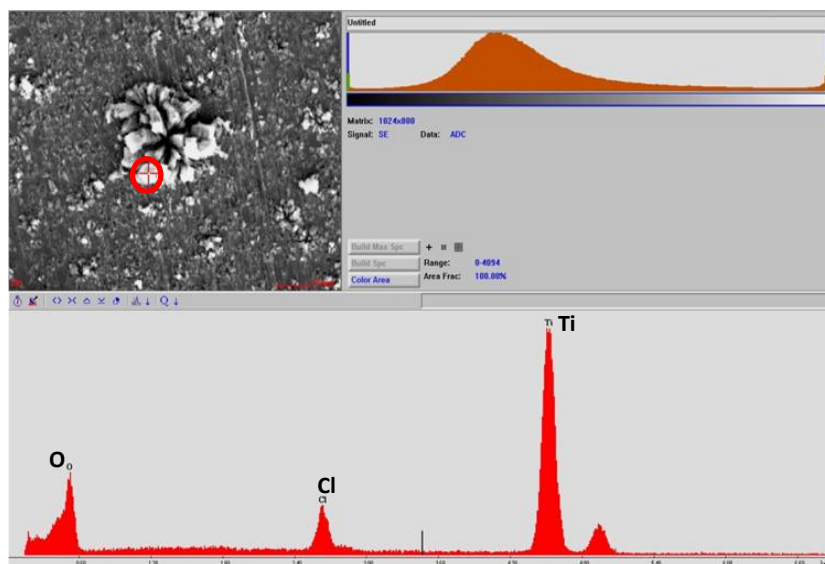 Untitled
Matrix: 1024x800
Signal: SE Data: ADC
Build Max Spc
Build Spc
Color Area
Range: 0-4094
Area Frac: 100.00%
Ti Ti
O O
Cl
Cl